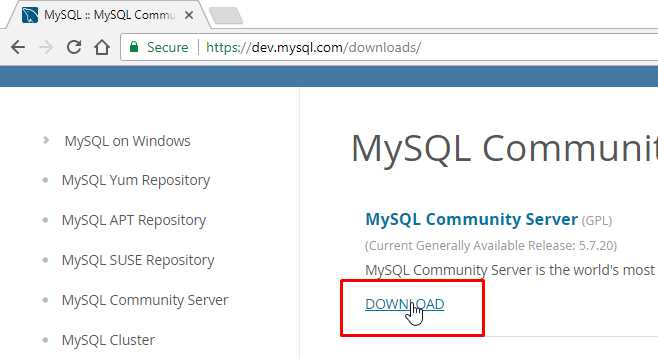 MySQL :: MySQL Commu
Secure https://dev.mysql.com/downloads/
MySQL on Windows
MySQL Yum Repository
MySQL APT Repository
MySQL SUSE Repository
MySQL Community Server
MySQL Cluster
MySQL Communit
MySQL Community Server (GPL)
(Current Generally Available Release: 5.7.20)
MySQL Community Server is the world's most
DOWNLOAD